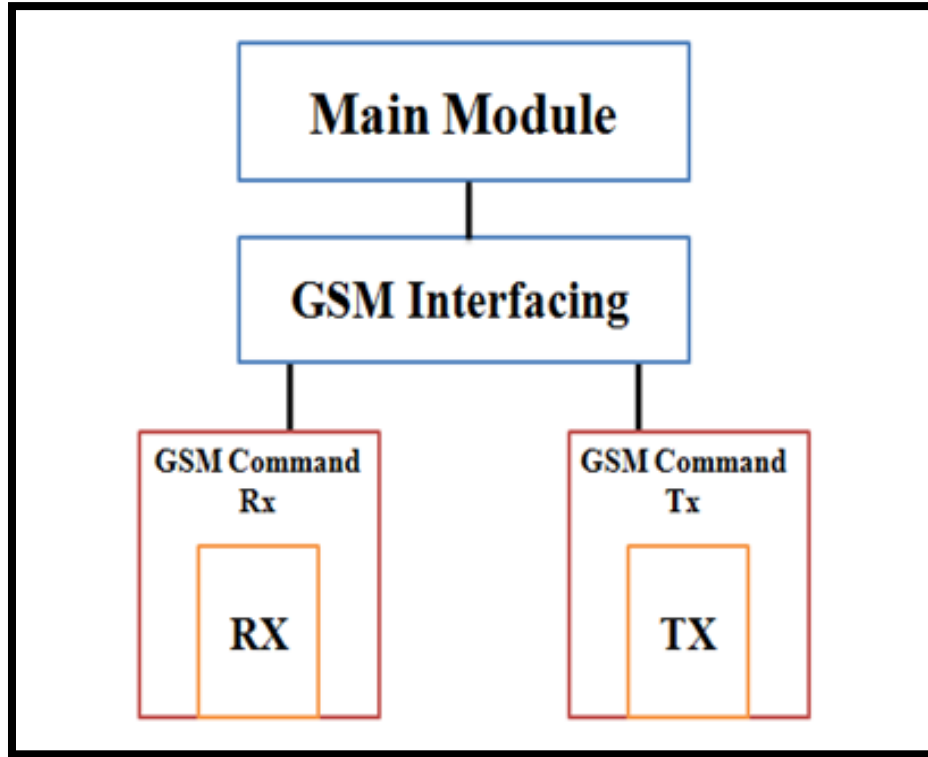 Main Module
GSM Interfacing
GSM Command
Rx
RX
GSM Command
Tx
TX